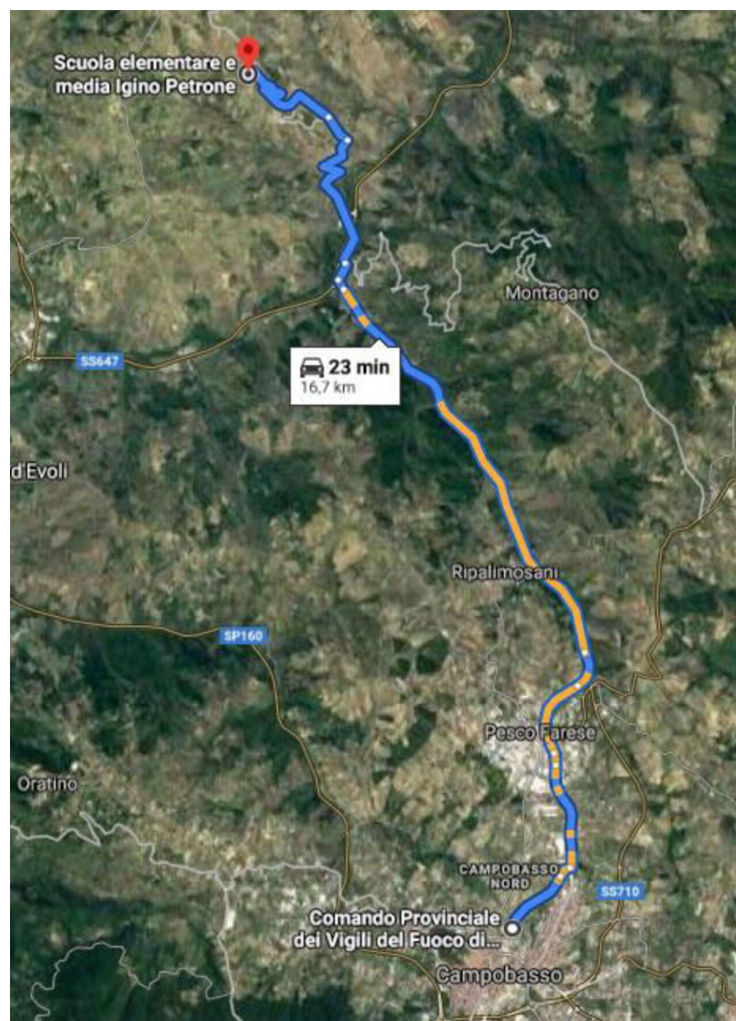 Scuola elementare e
media Igino Petrone
Montagano
SS647
23 min
16,7 km
d'Evoli
Ripalimosani
SP160
Pesco Farese
Oratino
CAMPOBASSO
NORD
SS710
Comando Provinciale
dei Vigili del Fuoco di...
Campobasso